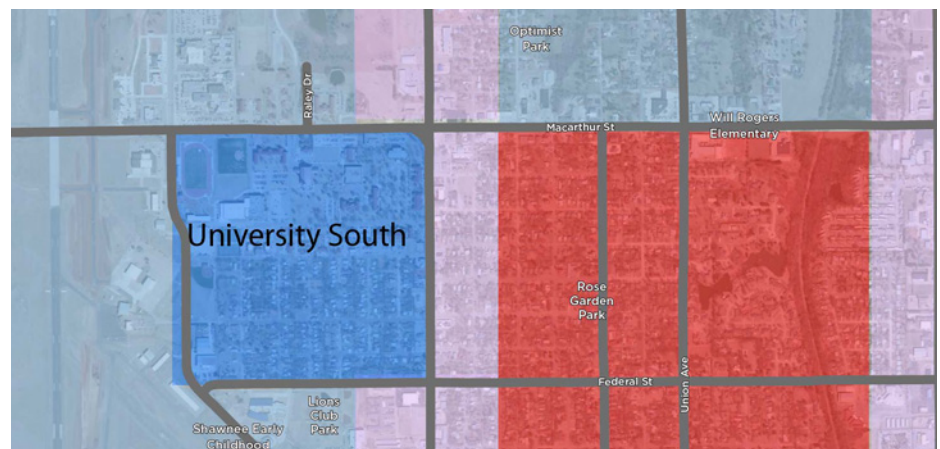 Optimist
Park
Raley Dr
Macarthur St
Will Rogers
Elementary
University South
Rose
Garden
Park
Federal St
Union Ave
Lions
Club
Park
Shawnee Early
Childhood